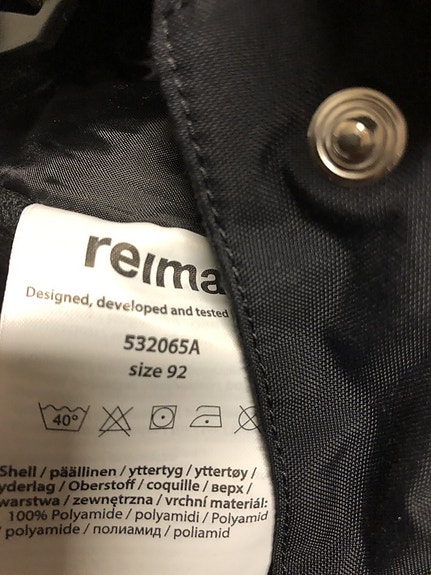 reima
Designed, developed and tested
532065A
size 92
40°
Shell / päällinen / yttertyg / yttertøy /
yderlag / Oberstoff / coquille / верх /
warstwa / zewnętrzna / vrchní materiál:
100% Polyamide / polyamidi / Polyamid
/ polyamide / полиамид / poliamid